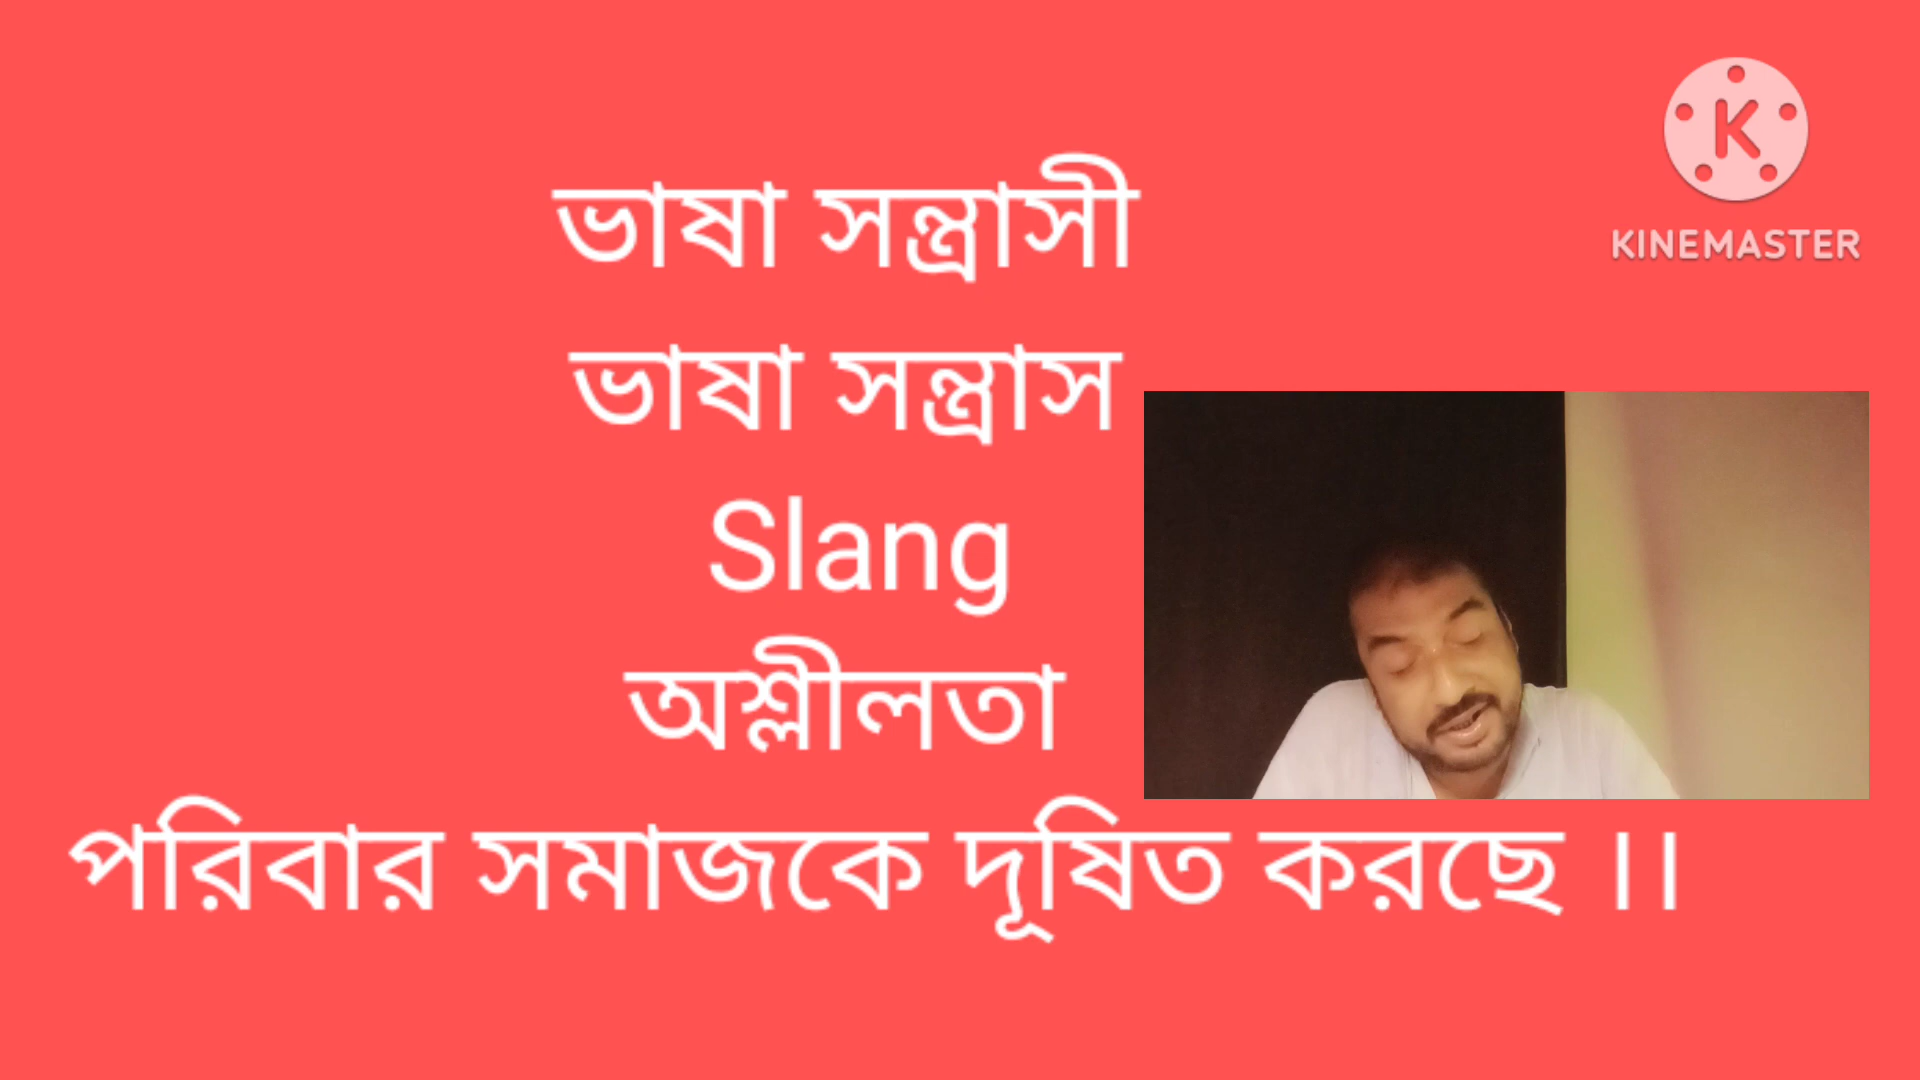 ভাষা সন্ত্রাসী
ভাষা সন্ত্রাস
Slang
অশ্লীলতা
পরিবার সমাজকে দূষিত করছে ।।
K
KINEMASTER